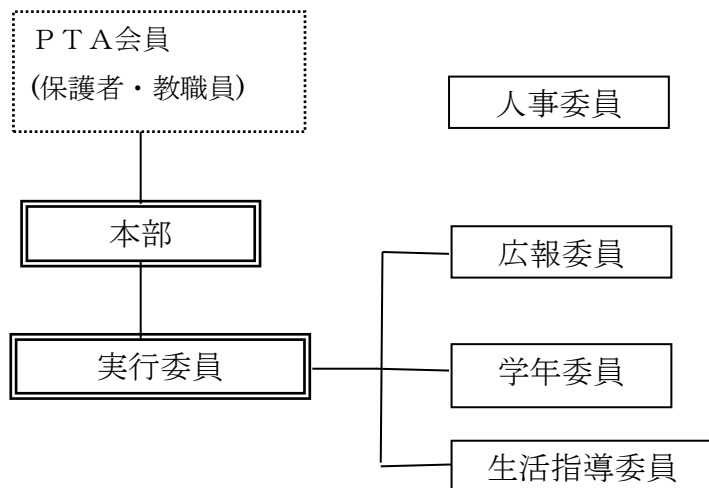 ＰＴＡ会員
(保護者・教職員)
人事委員
本部
広報委員
実行委員
学年委員
生活指導委員